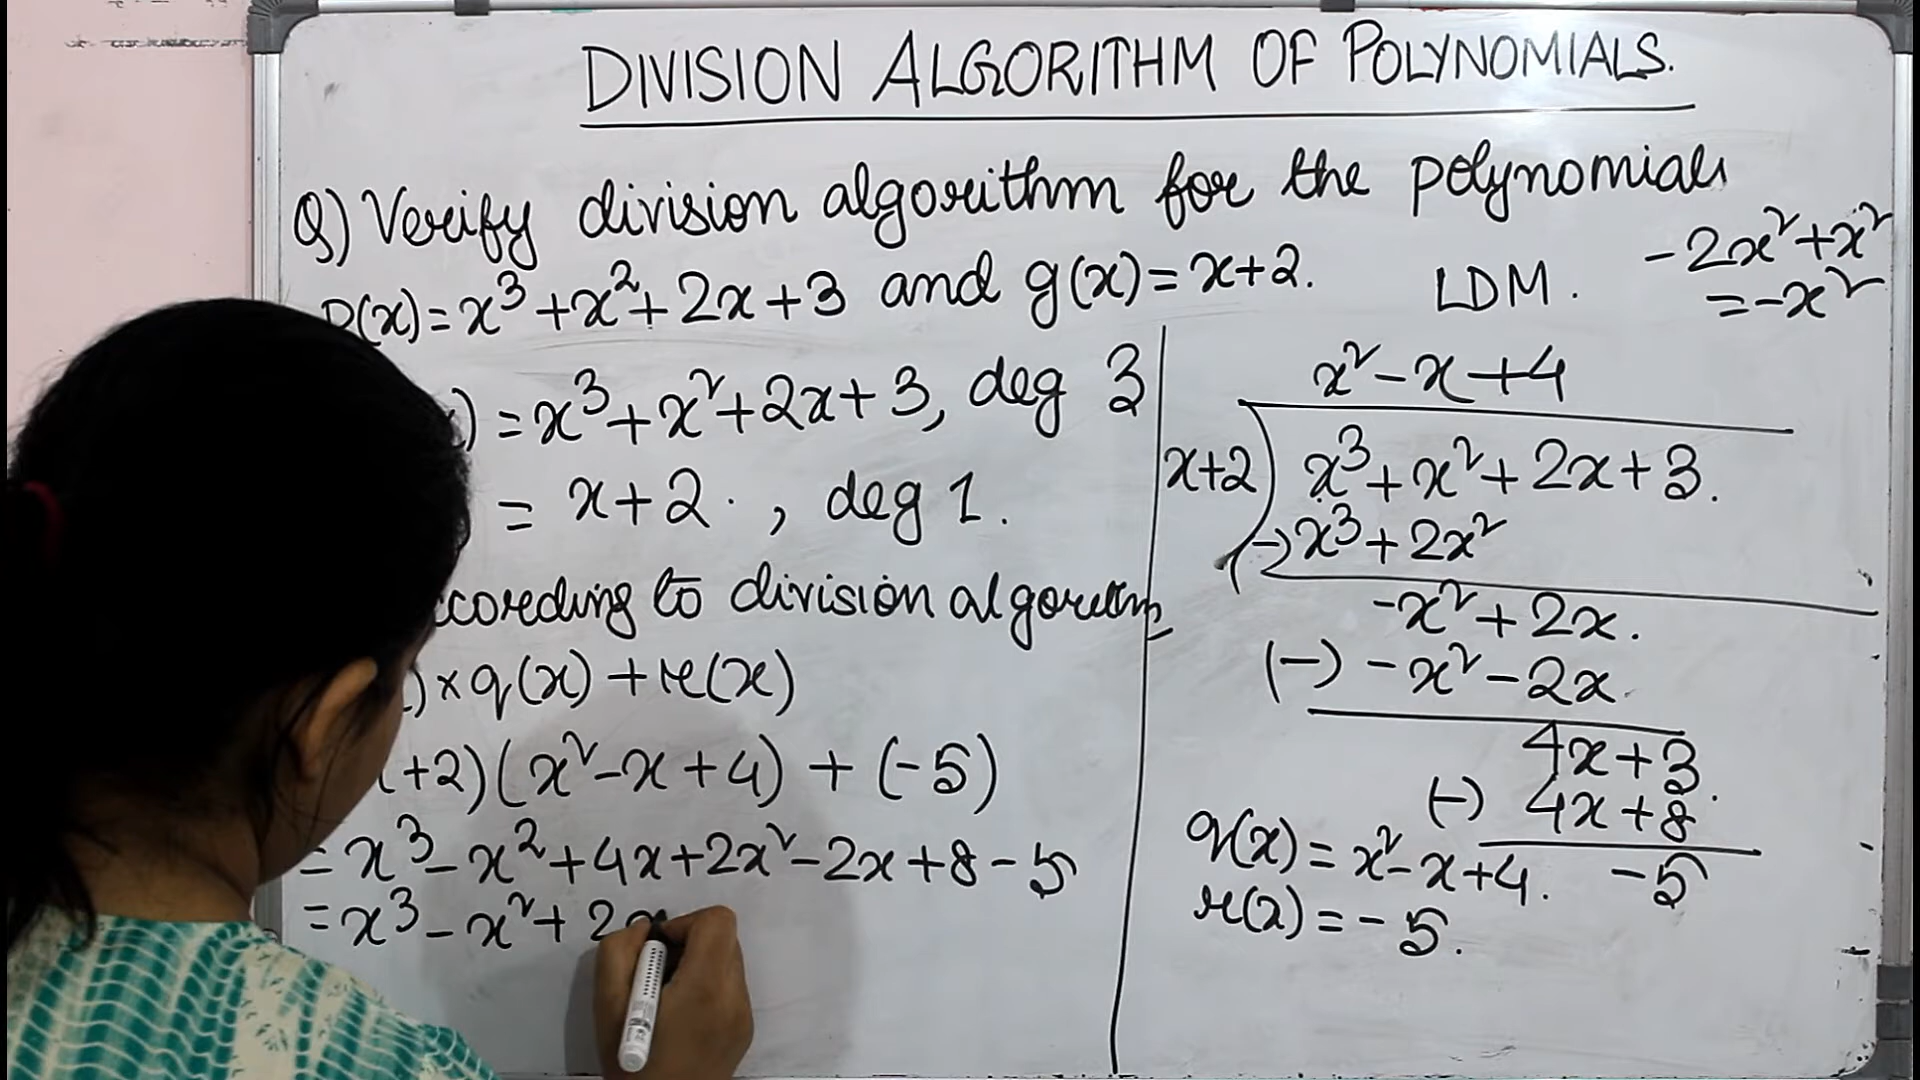 DIVISION ALGORITHM OF POLYNOMIALS.
Q) Verify division algorithm for the polynomials
P(x)=x³+x²+2x+3 and g(x)=x+2.
)=x³+x²+2x+3, deg 3
= x+2. , deg 1.
ccording to division algorithm
)×q(x)+r(x)
+2)(x²-x+4)+(-5)
=x³-x²+4x+2x²-2x+8-5
=x³-x²+2x
LDM.
-2x²+x²
=-x²
x²-x+4
x+2) x³+x²+2x+3.
(-)x³+2x²
-x²+2x.
(-) -x²-2x.
4x+3.
(-) 4x+8
-5
q(x)=x²-x+4.
r(x)=-5.